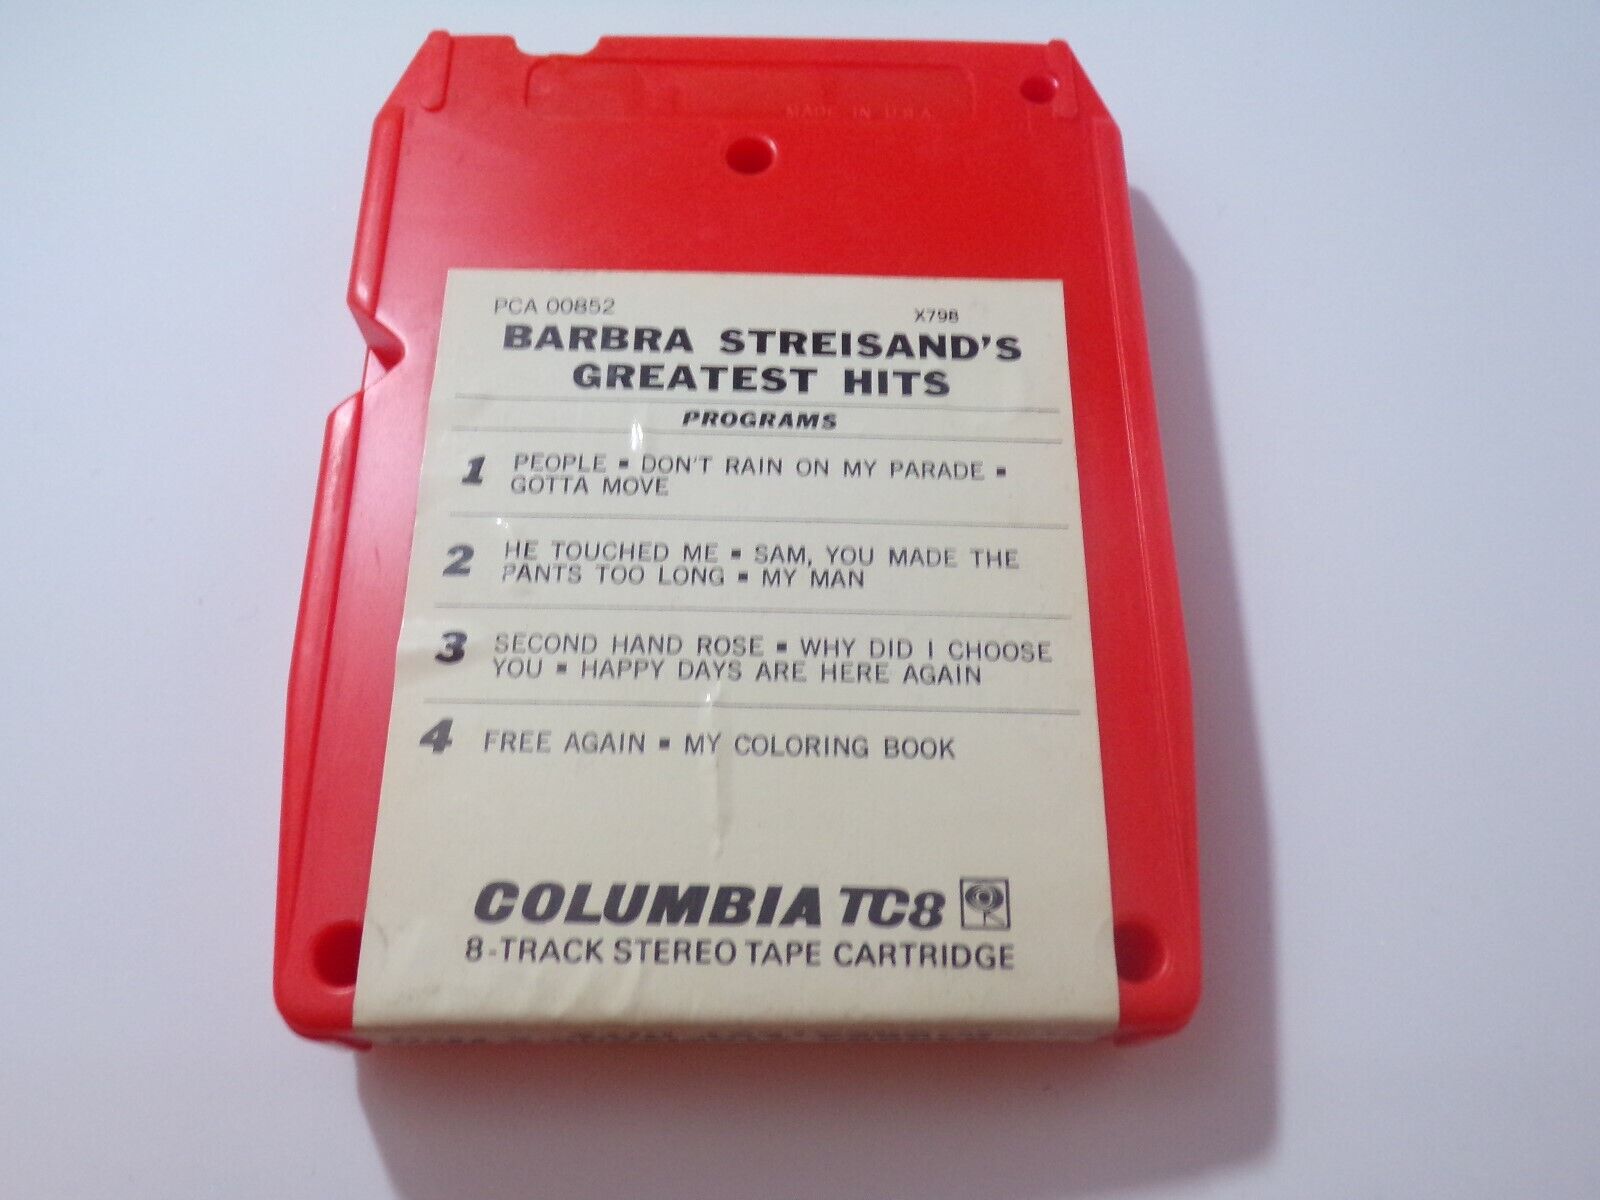 MADE IN U.S.A.
PCA 00852 X79B
BARBRA STREISAND'S
GREATEST HITS
PROGRAMS
1 PEOPLE ▪ DON'T RAIN ON MY PARADE ▪
GOTTA MOVE
2 HE TOUCHED ME ▪ SAM, YOU MADE THE
PANTS TOO LONG ▪ MY MAN
3 SECOND HAND ROSE ▪ WHY DID I CHOOSE
YOU ▪ HAPPY DAYS ARE HERE AGAIN
4 FREE AGAIN ▪ MY COLORING BOOK
COLUMBIA TC8
8-TRACK STEREO TAPE CARTRIDGE